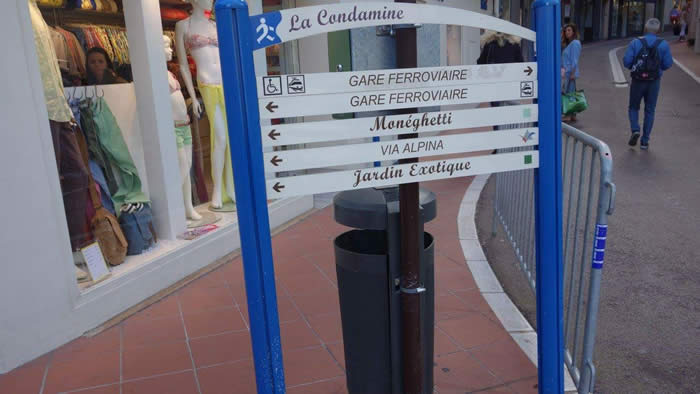 La Condamine
GARE FERROVIAIRE
GARE FERROVIAIRE
Monéghetti
VIA ALPINA
Jardin Exotique